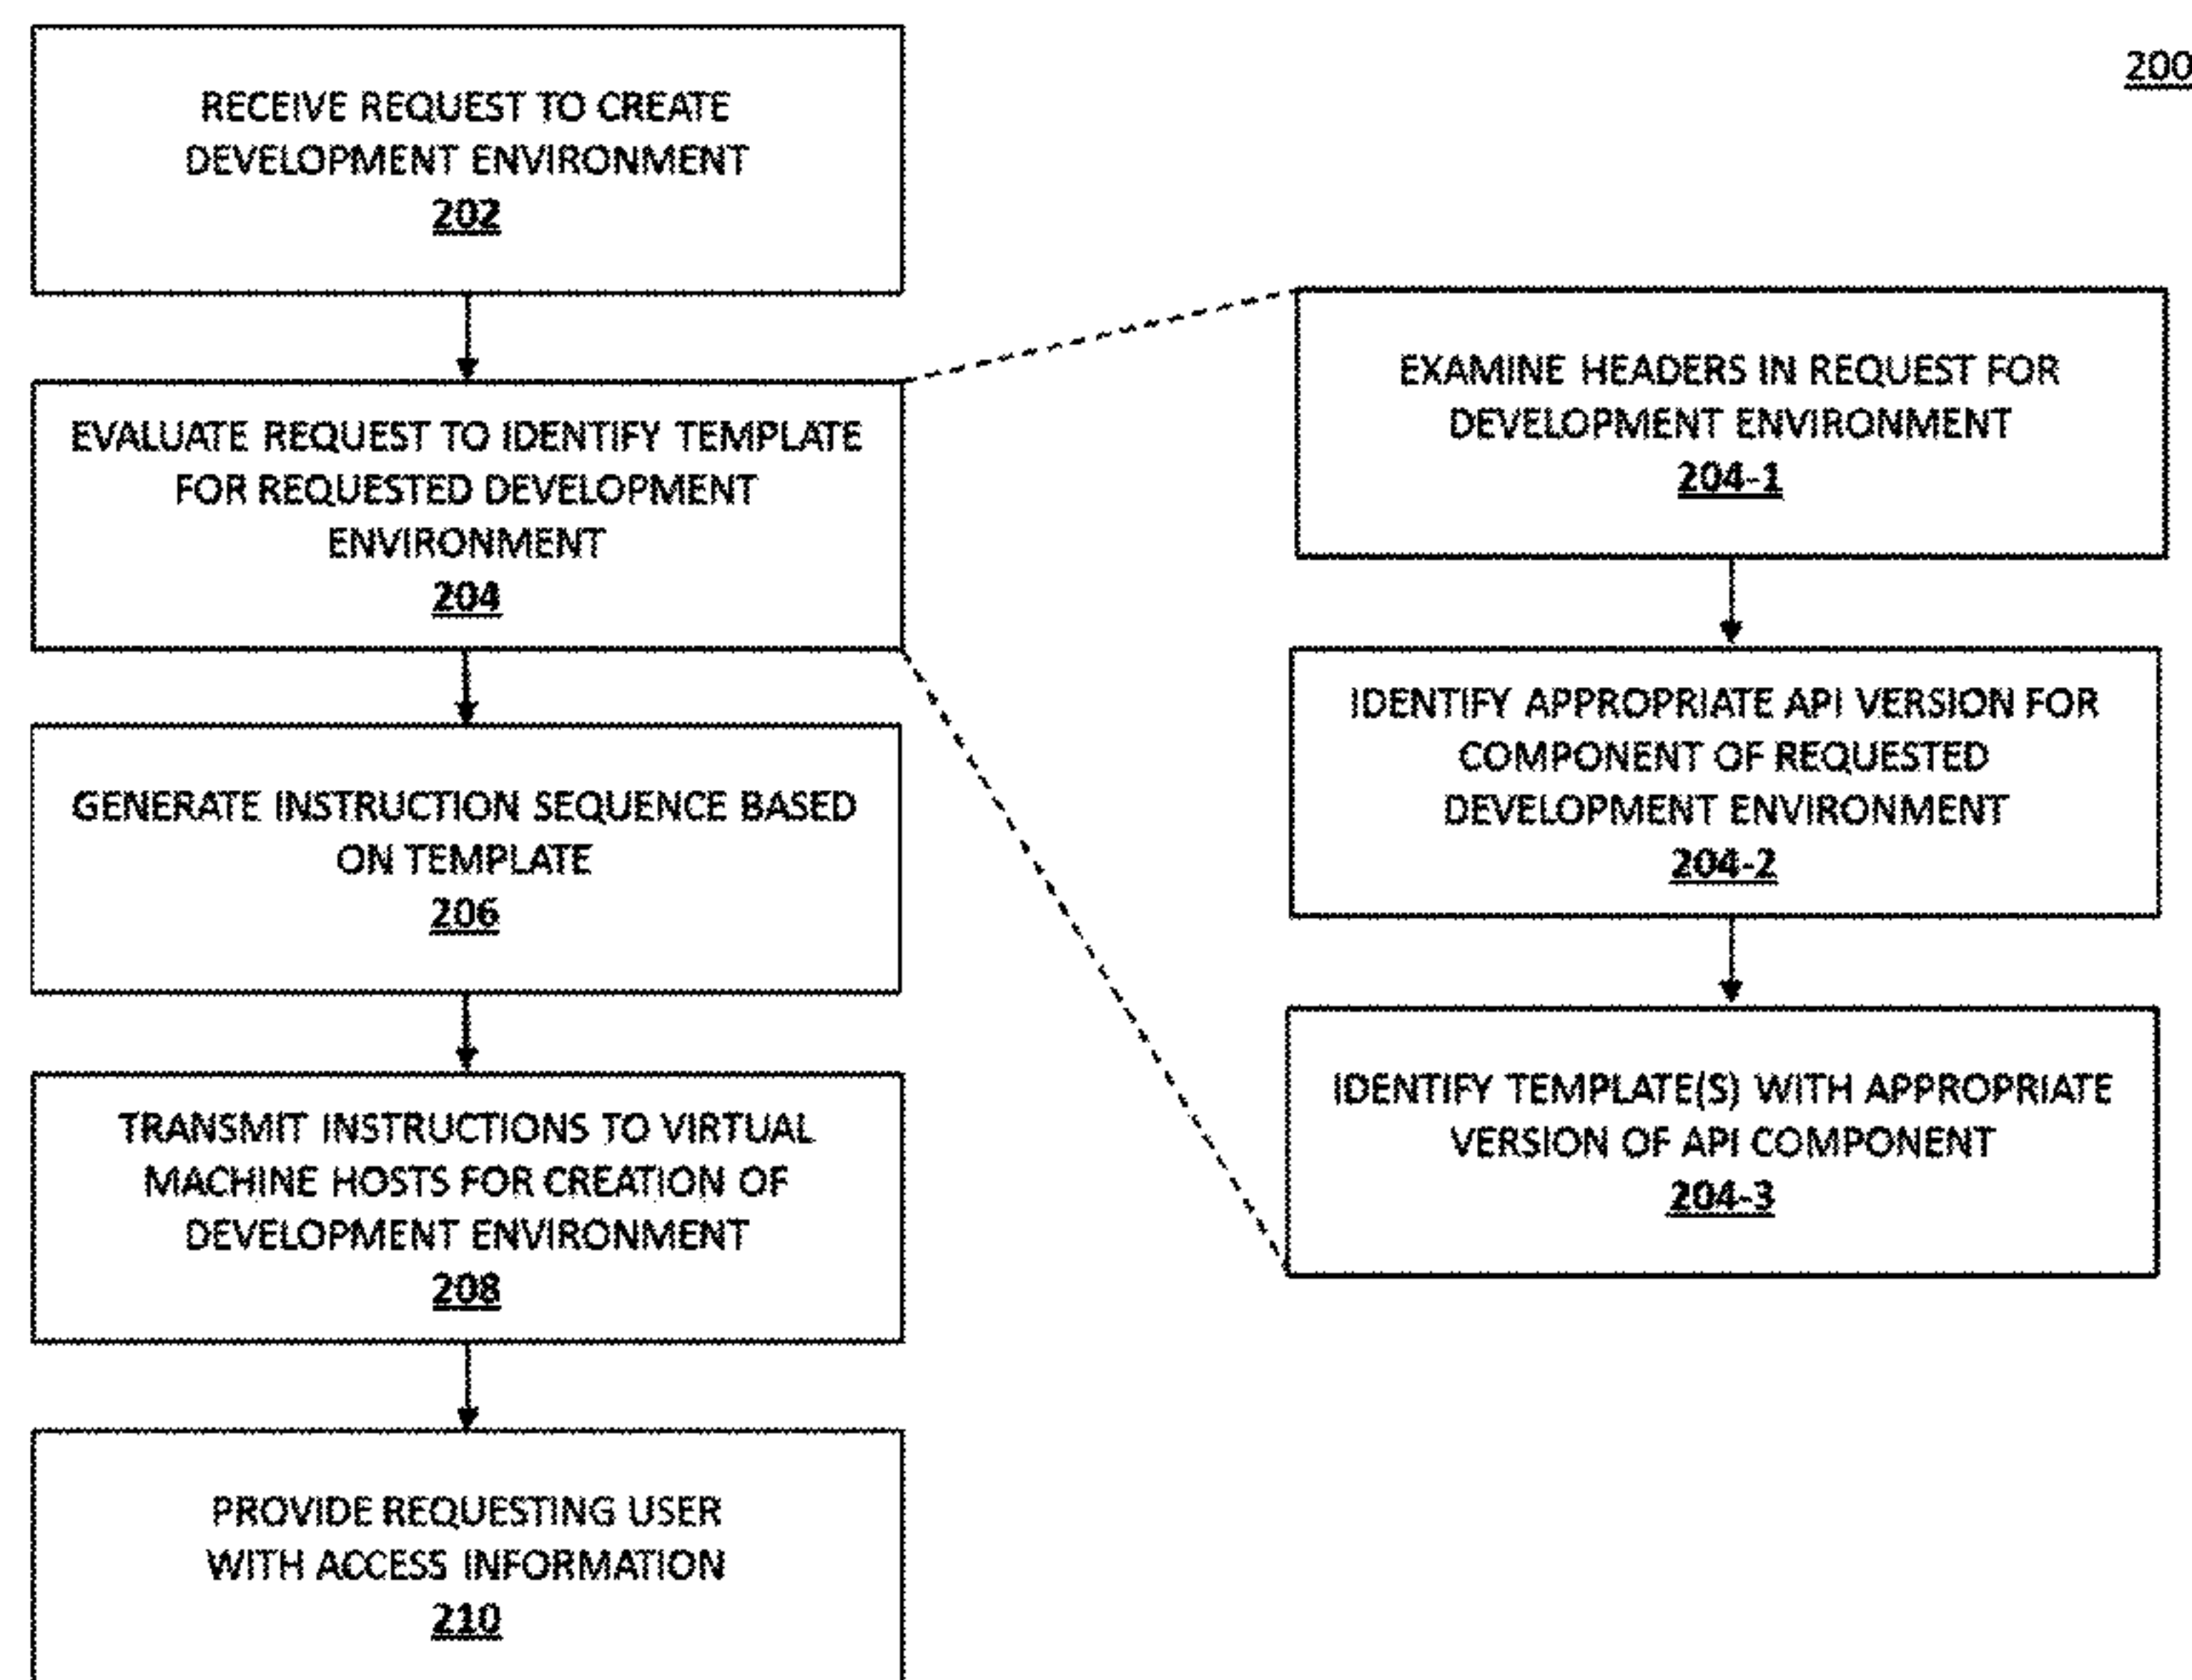 200
RECEIVE REQUEST TO CREATE
DEVELOPMENT ENVIRONMENT
202
EVALUATE REQUEST TO IDENTIFY TEMPLATE
FOR REQUESTED DEVELOPMENT
ENVIRONMENT
204
GENERATE INSTRUCTION SEQUENCE BASED
ON TEMPLATE
206
TRANSMIT INSTRUCTIONS TO VIRTUAL
MACHINE HOSTS FOR CREATION OF
DEVELOPMENT ENVIRONMENT
208
PROVIDE REQUESTING USER
WITH ACCESS INFORMATION
210
EXAMINE HEADERS IN REQUEST FOR
DEVELOPMENT ENVIRONMENT
204-1
IDENTIFY APPROPRIATE API VERSION FOR
COMPONENT OF REQUESTED
DEVELOPMENT ENVIRONMENT
204-2
IDENTIFY TEMPLATE(S) WITH APPROPRIATE
VERSION OF API COMPONENT
204-3